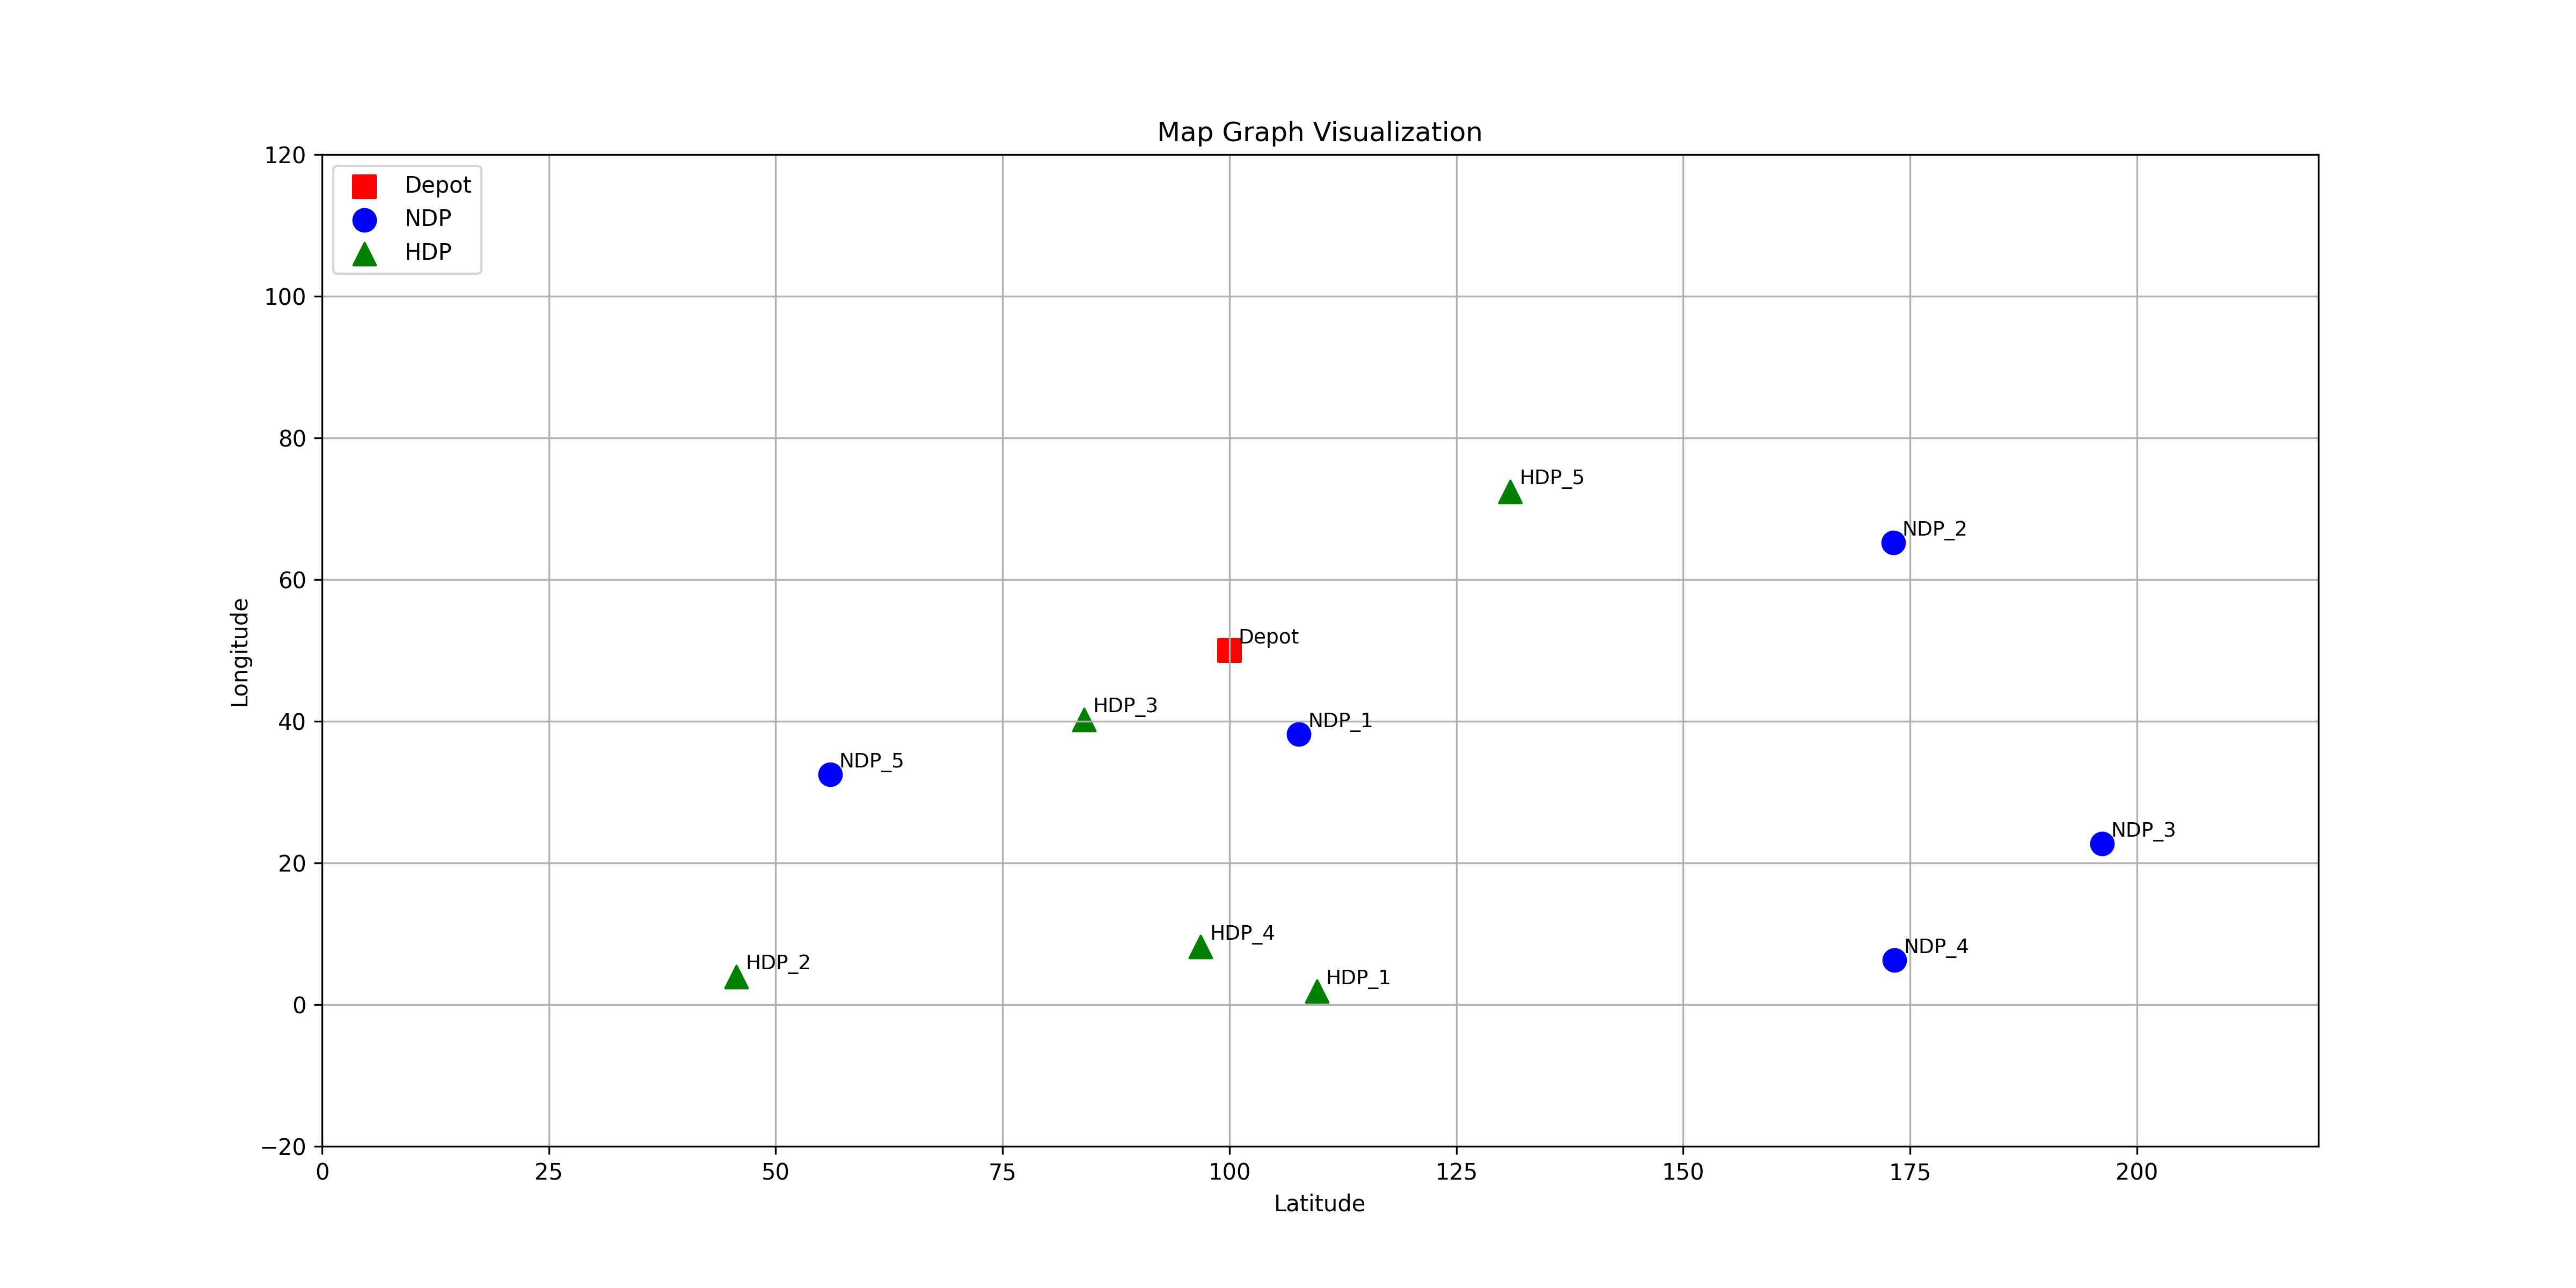 Map Graph Visualization
120
100
80
60
40
20
0
−20
Longitude
Depot
NDP
HDP
HDP_5
NDP_2
Depot
HDP_3
NDP_1
NDP_5
NDP_3
HDP_4
NDP_4
HDP_2
HDP_1
0 25 50 75 100 125 150 175 200
Latitude